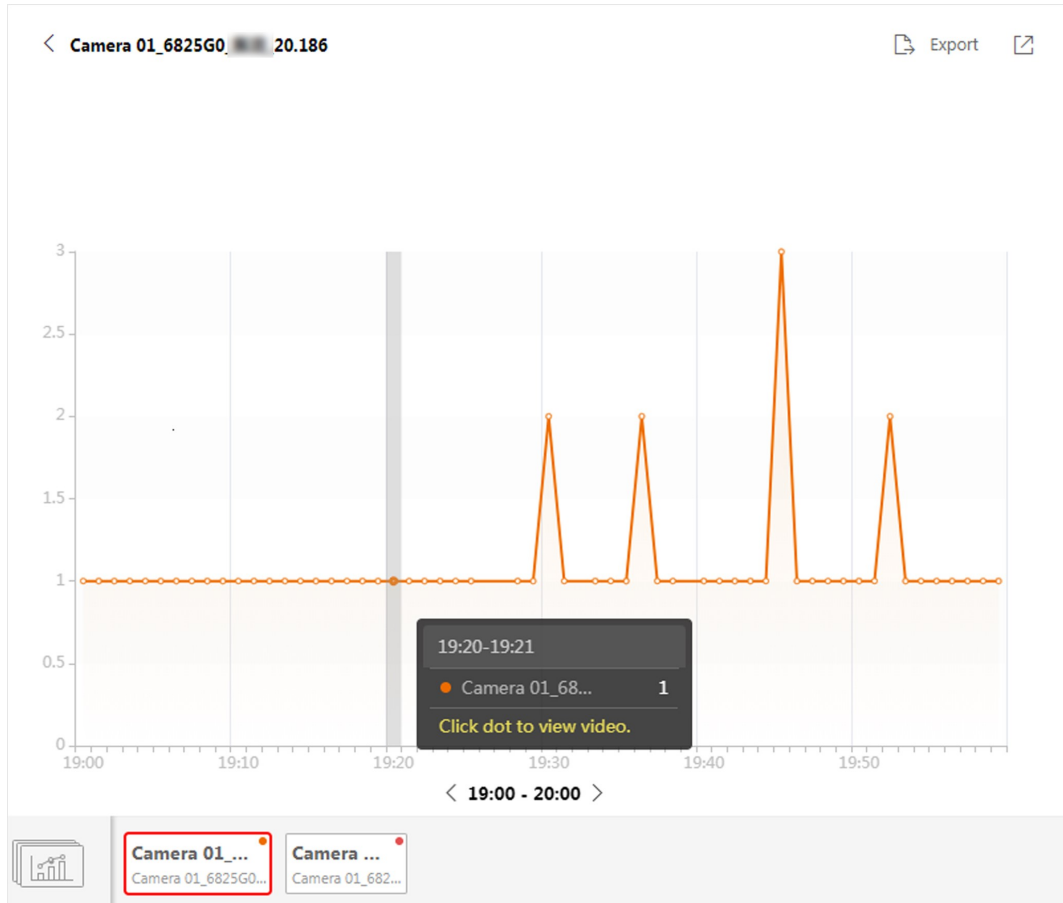 Camera 01_6825G0_ _20.186
Export
3
2.5
2
1.5
1
0.5
0
19:00 19:10 19:20 19:30 19:40 19:50
19:20-19:21
Camera 01_68... 1
Click dot to view video.
19:00 - 20:00
Camera 01_...
Camera 01_6825G0...
Camera ...
Camera 01_682...